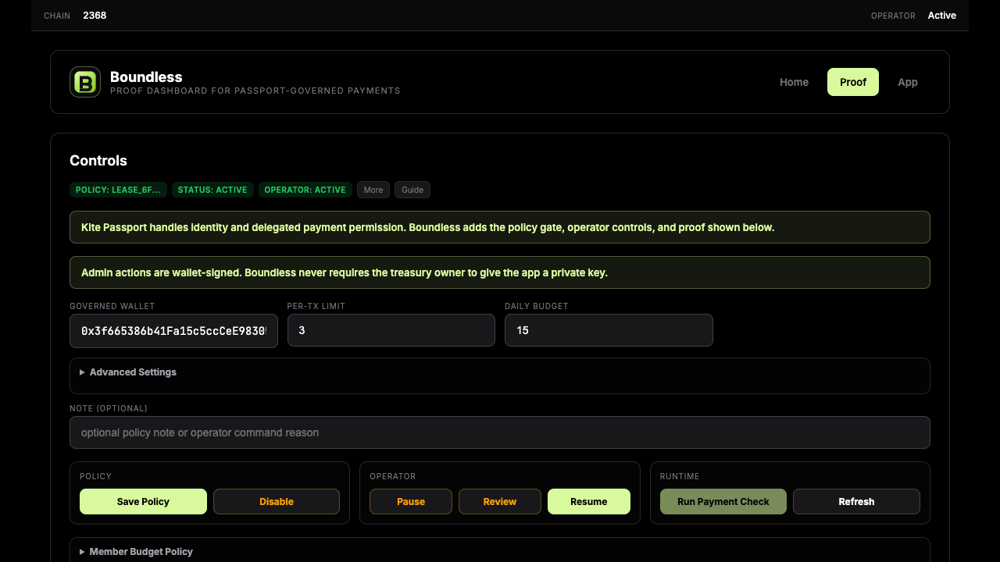 CHAIN 2368 OPERATOR Active
B Boundless
PROOF DASHBOARD FOR PASSPORT-GOVERNED PAYMENTS
Home Proof App
Controls
POLICY: LEASE_6F... STATUS: ACTIVE OPERATOR: ACTIVE More Guide
Kite Passport handles identity and delegated payment permission. Boundless adds the policy gate, operator controls, and proof shown below.
Admin actions are wallet-signed. Boundless never requires the treasury owner to give the app a private key.
GOVERNED WALLET PER-TX LIMIT DAILY BUDGET
0x3f665386b41Fa15c5ccCeE9830 3 15
Advanced Settings
NOTE (OPTIONAL)
optional policy note or operator command reason
POLICY OPERATOR RUNTIME
Save Policy Disable Pause Review Resume Run Payment Check Refresh
Member Budget Policy